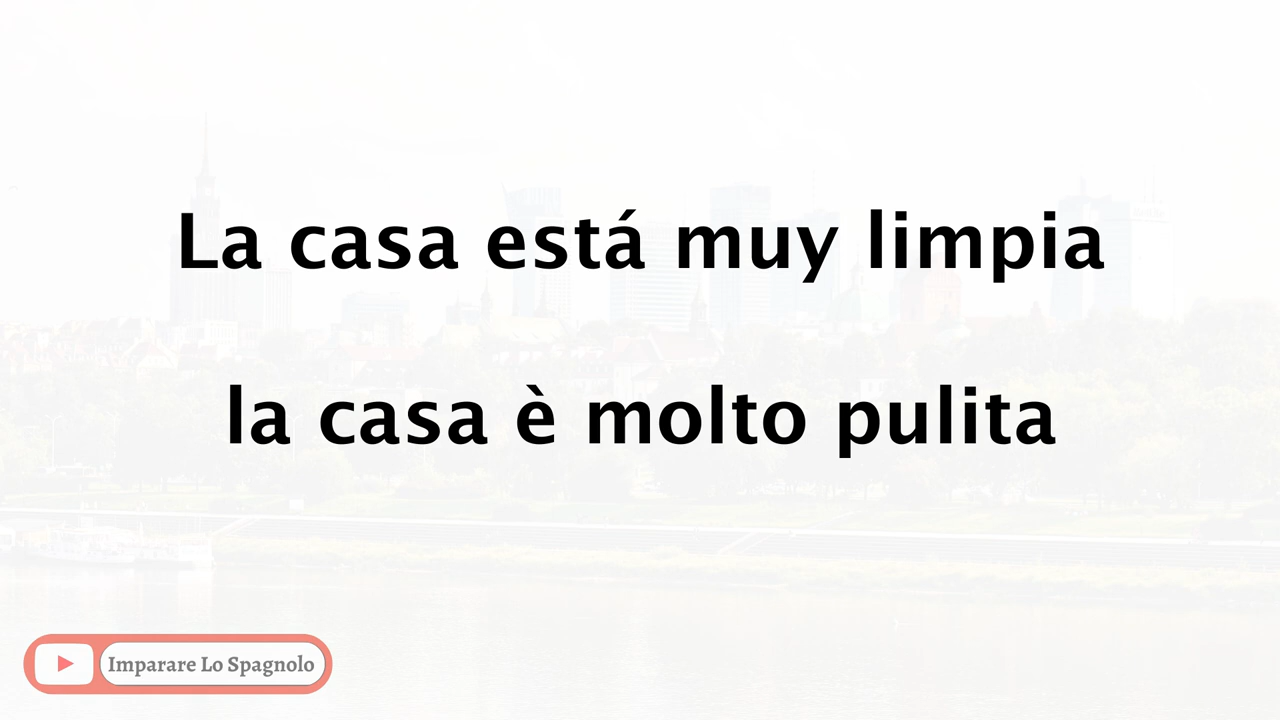 La casa está muy limpia
la casa è molto pulita
Imparare Lo Spagnolo